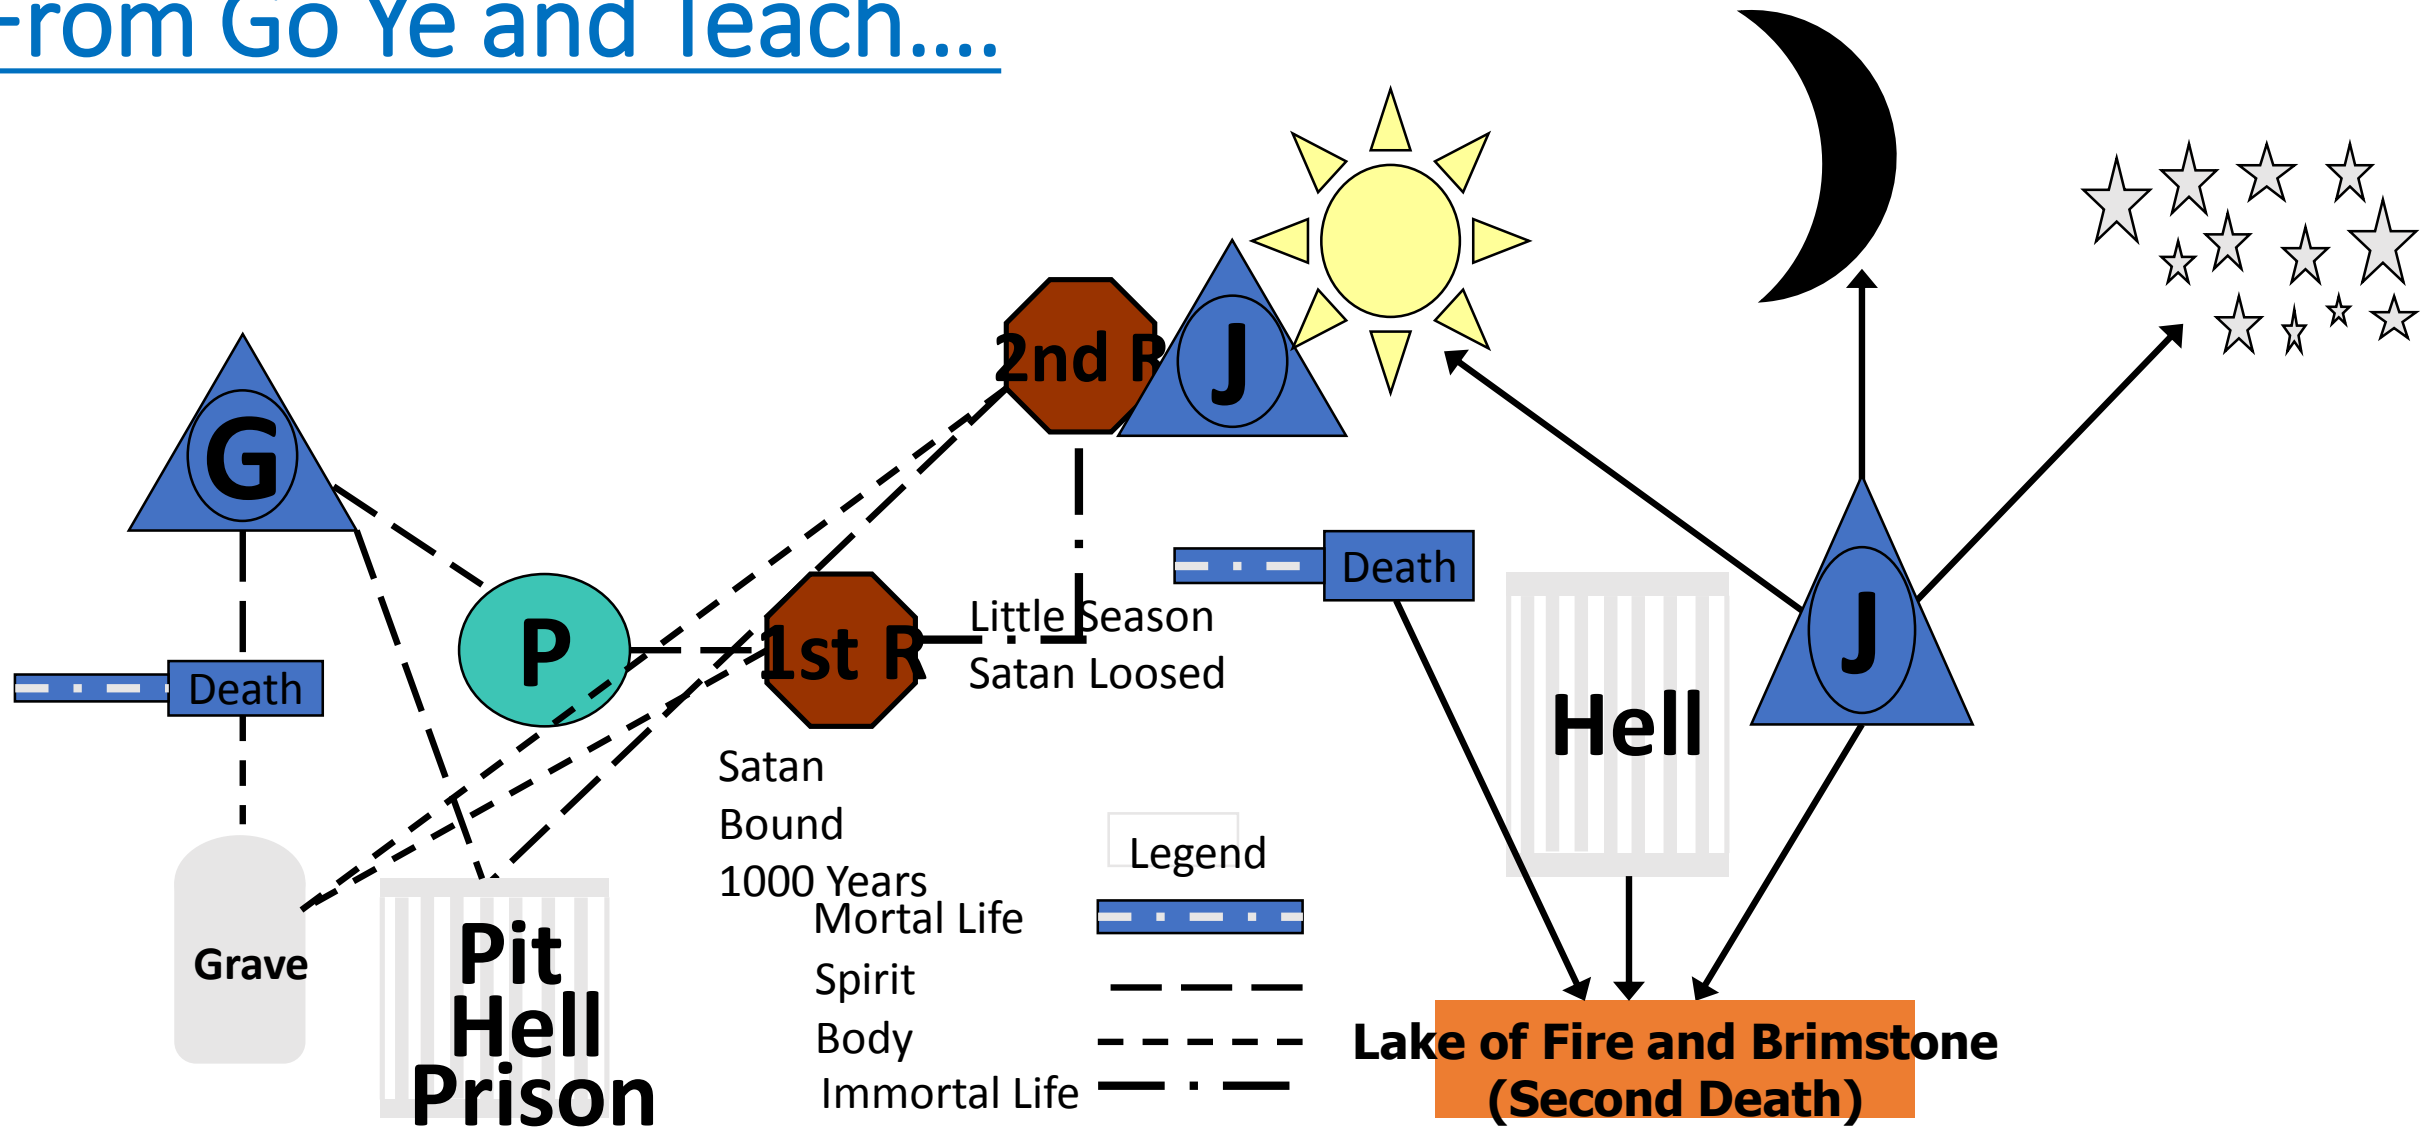 From Go Ye and Teach....
2nd R
J
G
Death
Little Season
Satan Loosed
P
1st R
J
Death
Hell
Satan
Bound
1000 Years
Legend
Mortal Life
Grave
Pit
Hell
Prison
Spirit
Body
Immortal Life
Lake of Fire and Brimstone
(Second Death)